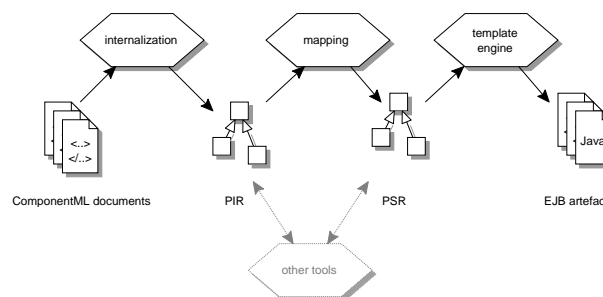 internalization
mapping
template
engine
<..>
</..>
Java
ComponentML documents
PIR
PSR
EJB artefac
other tools